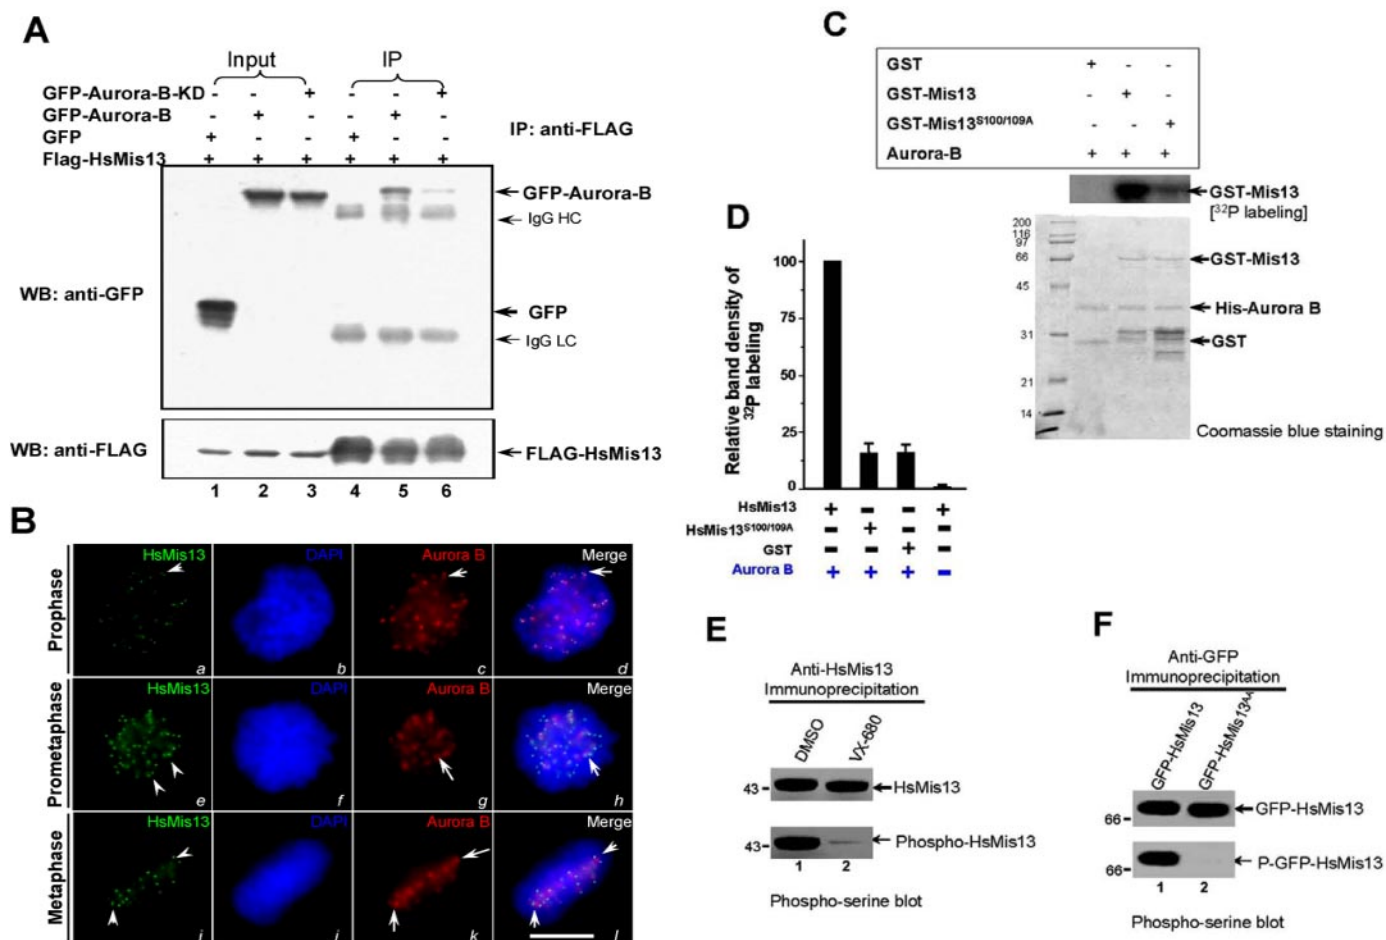 A
Input IP
GFP-Aurora-B-KD - - + - - +
GFP-Aurora-B - + - - + -
GFP + - - + - -
Flag-HsMis13 + + + + + +
IP: anti-FLAG
GFP-Aurora-B
IgG HC
WB: anti-GFP
GFP
IgG LC
WB: anti-FLAG
FLAG-HsMis13
1 2 3 4 5 6
B
Prophase
HsMis13 DAPI Aurora B Merge
a b c d
Prometaphase
HsMis13 DAPI Aurora B Merge
e f g h
Metaphase
HsMis13 DAPI Aurora B Merge
i j k l
C
GST + - -
GST-Mis13 - + -
GST-Mis13S100/109A - - +
Aurora-B + + +
GST-Mis13
[32P labeling]
200
116
97
66
45
31
21
14
GST-Mis13
His-Aurora B
GST
Coomassie blue staining
D
Relative band density of
32P labeling
100
75
50
25
0
HsMis13 + - - +
HsMis13S100/109A - + - -
GST - - + -
Aurora B + + + -
E
Anti-HsMis13
Immunoprecipitation
DMSO VX-680
43 - HsMis13
43 - Phospho-HsMis13
1 2
Phospho-serine blot
F
Anti-GFP
Immunoprecipitation
GFP-HsMis13 GFP-HsMis13AA
66 - GFP-HsMis13
66 - P-GFP-HsMis13
1 2
Phospho-serine blot